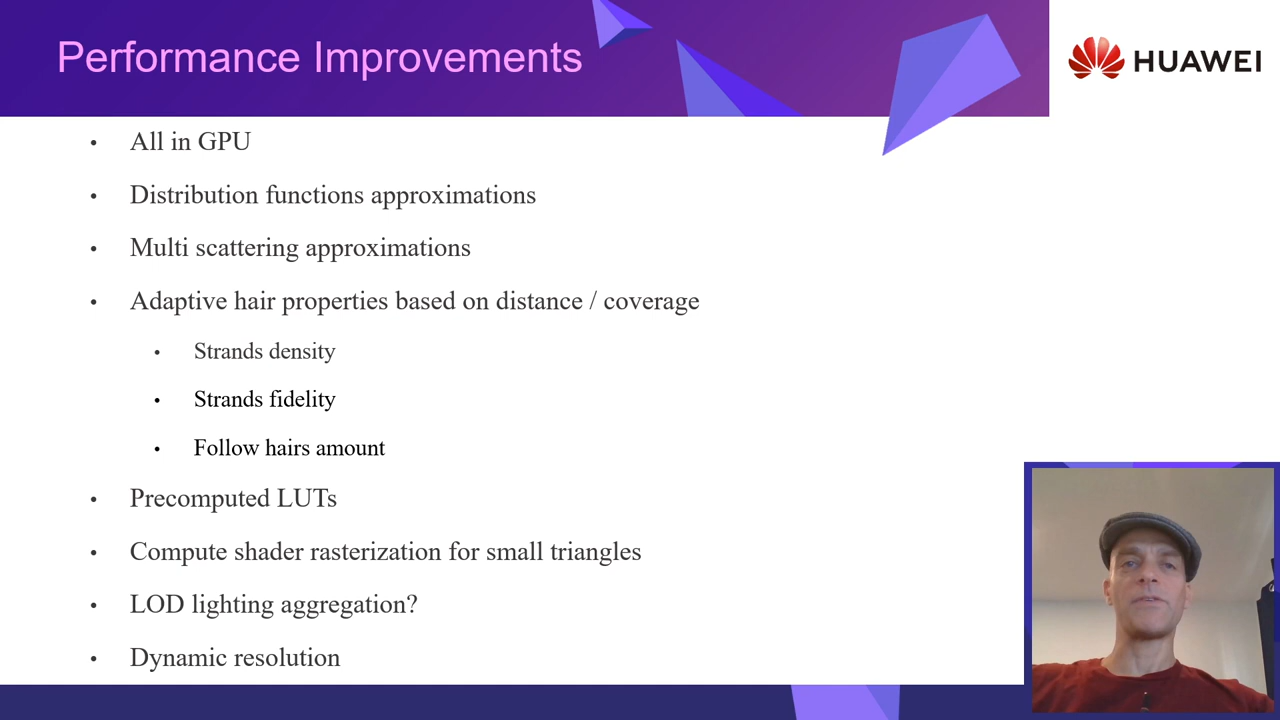 Performance Improvements
HUAWEI
• All in GPU
• Distribution functions approximations
• Multi scattering approximations
• Adaptive hair properties based on distance / coverage
• Strands density
• Strands fidelity
• Follow hairs amount
• Precomputed LUTs
• Compute shader rasterization for small triangles
• LOD lighting aggregation?
• Dynamic resolution